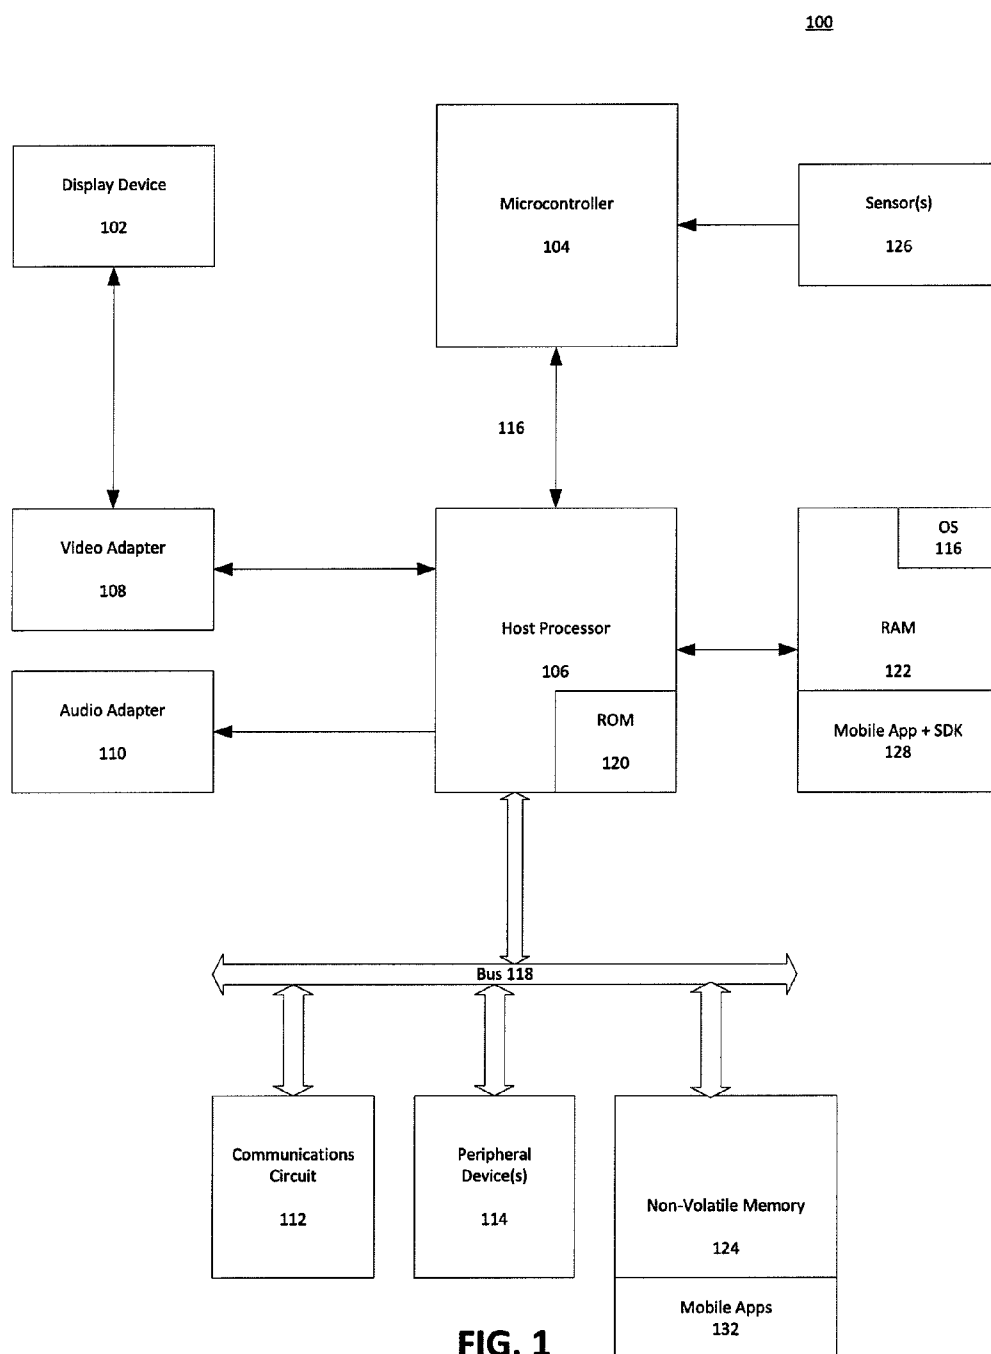 100
Display Device
102
Microcontroller
104
Sensor(s)
126
116
Video Adapter
108
Host Processor
106
ROM
120
OS
116
RAM
122
Mobile App + SDK
128
Audio Adapter
110
Bus 118
Communications
Circuit
112
Peripheral
Device(s)
114
Non-Volatile Memory
124
Mobile Apps
132
FIG. 1